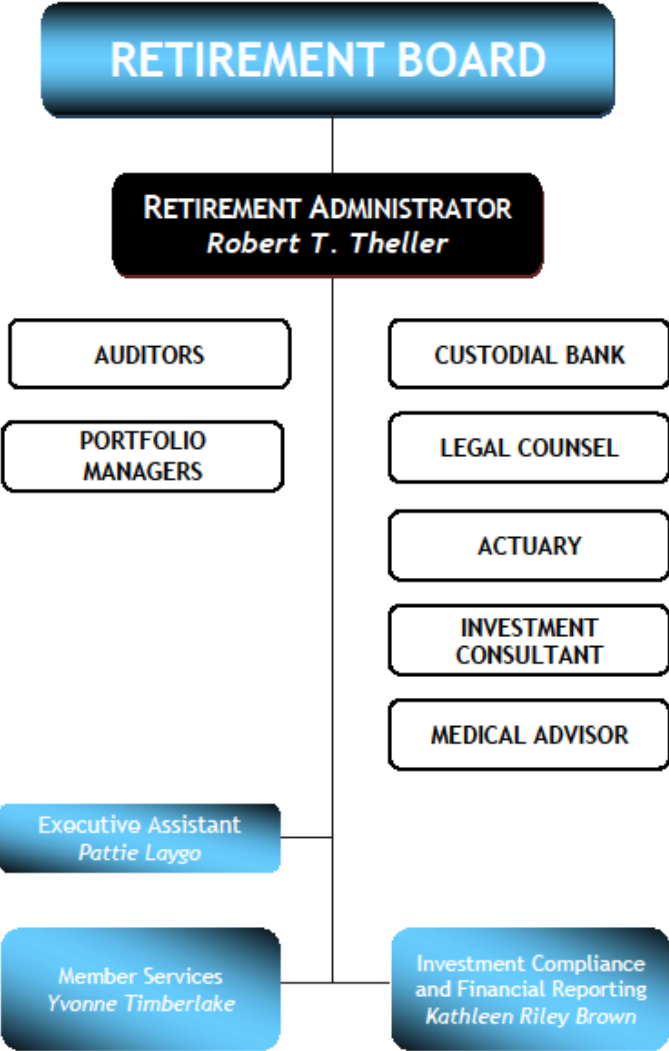 RETIREMENT BOARD
RETIREMENT ADMINISTRATOR
Robert T. Theller
AUDITORS
PORTFOLIO
MANAGERS
CUSTODIAL BANK
LEGAL COUNSEL
ACTUARY
INVESTMENT
CONSULTANT
MEDICAL ADVISOR
Executive Assistant
Pattie Laygo
Member Services
Yvonne Timberlake
Investment Compliance
and Financial Reporting
Kathleen Riley Brown